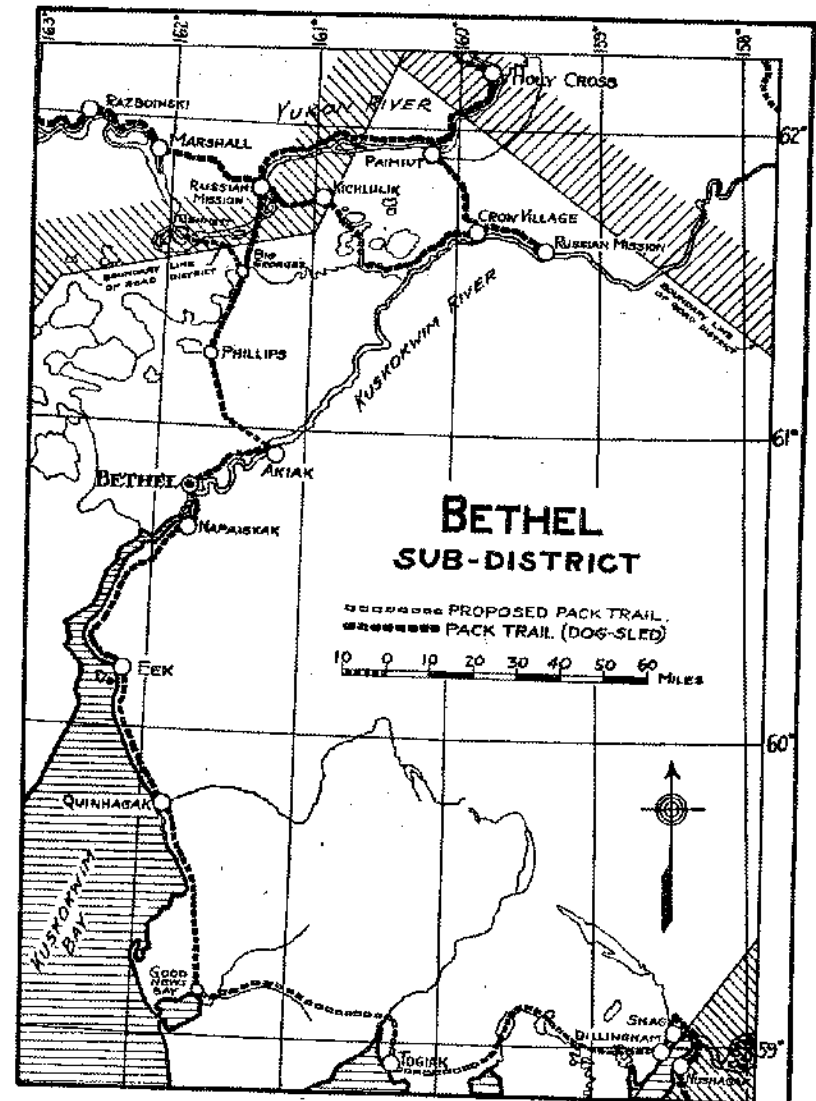 163°
162°
161°
160°
159°
158°
HOLY CROSS
RAZBOINSKI
YUKON RIVER
MARSHALL
62°
PAIMIUT
RUSSIAN
MISSION
KICHLULIK
CROW VILLAGE
RUSSIAN MISSION
BIG
GEORGES
BOUNDARY LINE
OF ROAD DISTRICT
BOUNDARY LINE
OF ROAD DISTRICT
KUSKOKWIM RIVER
PHILLIPS
61°
AKIAK
BETHEL
NAPAISKAK
BETHEL
SUB-DISTRICT
PROPOSED PACK TRAIL.
PACK TRAIL (DOG-SLED)
10 0 10 20 30 40 50 60
MILES
EEK
60°
QUINHAGAK
KUSKOKWIM
BAY
GOOD
NEWS
BAY
SNAG
DILLINGHAM
59°
TOGIAK
NUSHAGAK